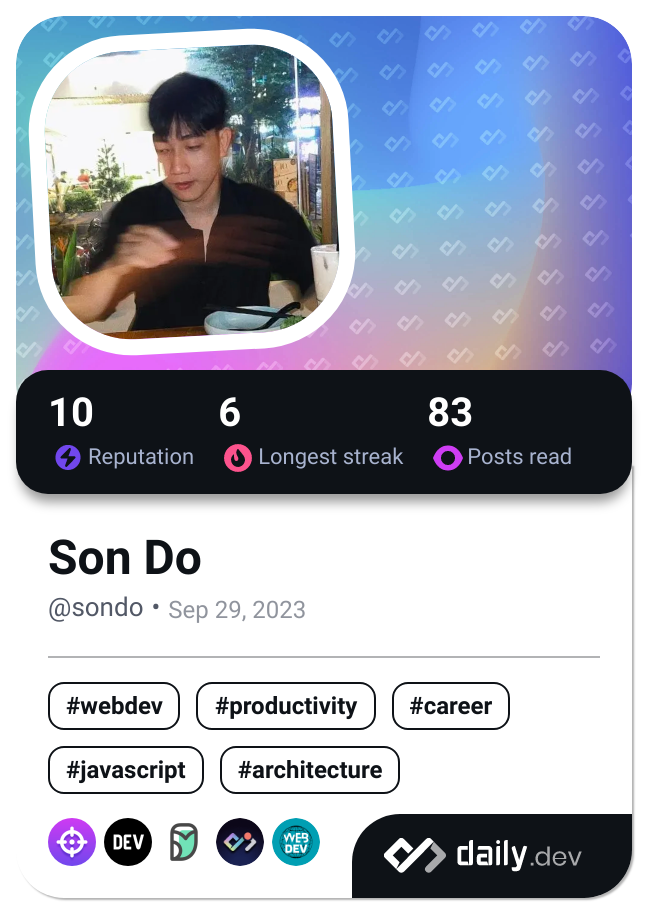 10 6 83
Reputation Longest streak Posts read
Son Do
@sondo • Sep 29, 2023
#webdev #productivity #career
#javascript #architecture
DEV WEB DEV
daily.dev